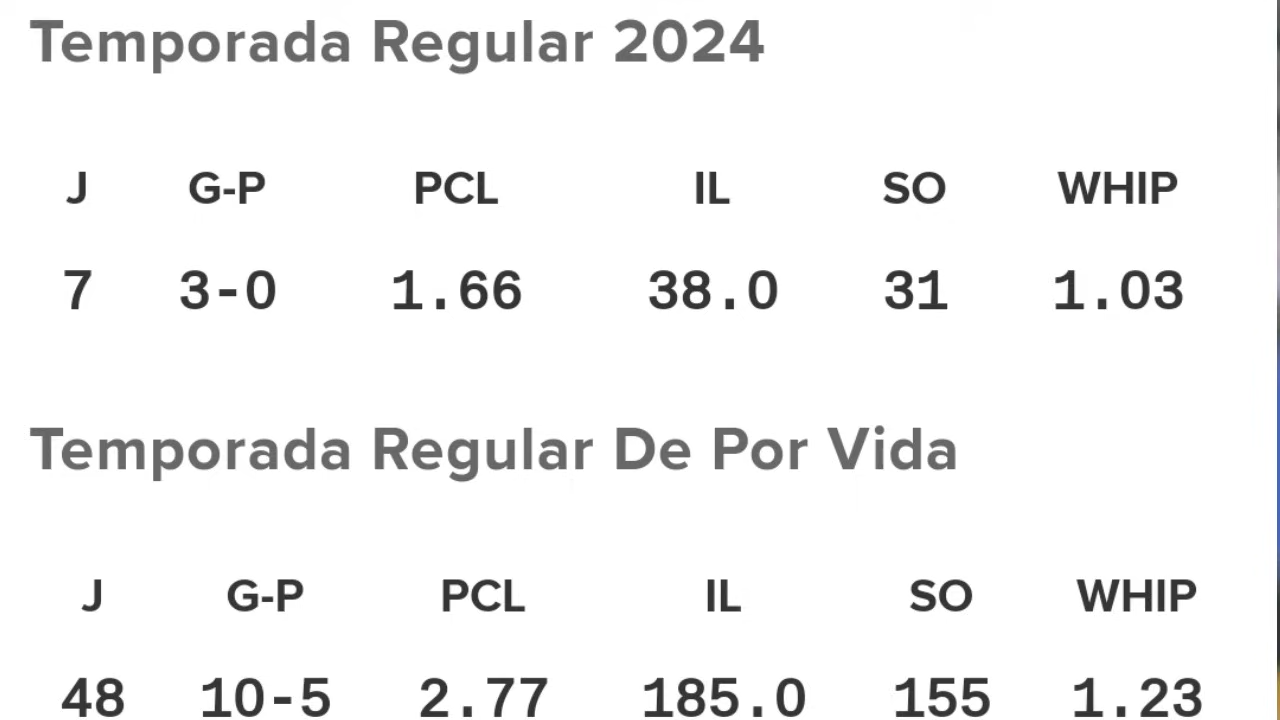 Temporada Regular 2024
J G-P PCL IL SO WHIP
7 3-0 1.66 38.0 31 1.03
Temporada Regular De Por Vida
J G-P PCL IL SO WHIP
48 10-5 2.77 185.0 155 1.23